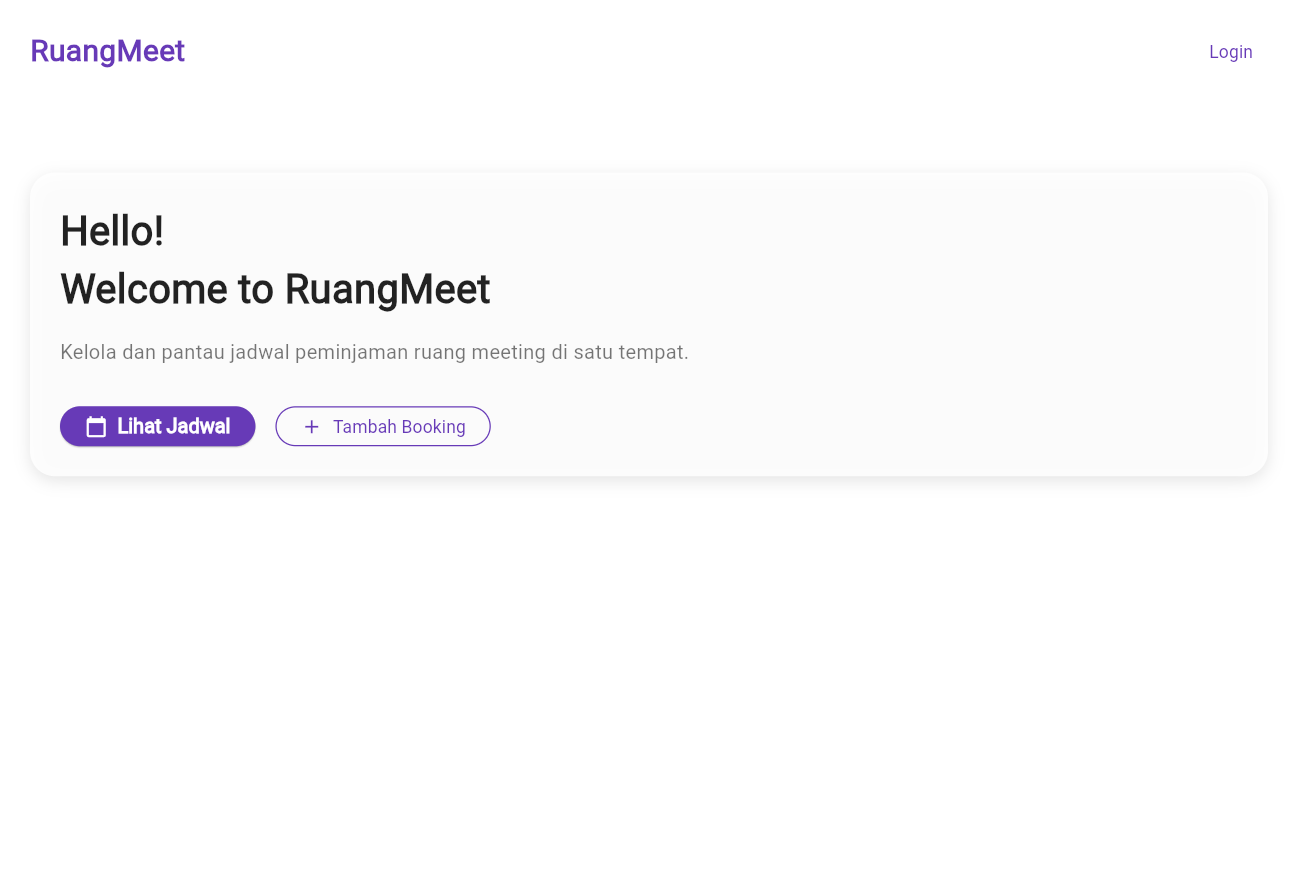 RuangMeet
Login
Hello!
Welcome to RuangMeet
Kelola dan pantau jadwal peminjaman ruang meeting di satu tempat.
Lihat Jadwal
Tambah Booking